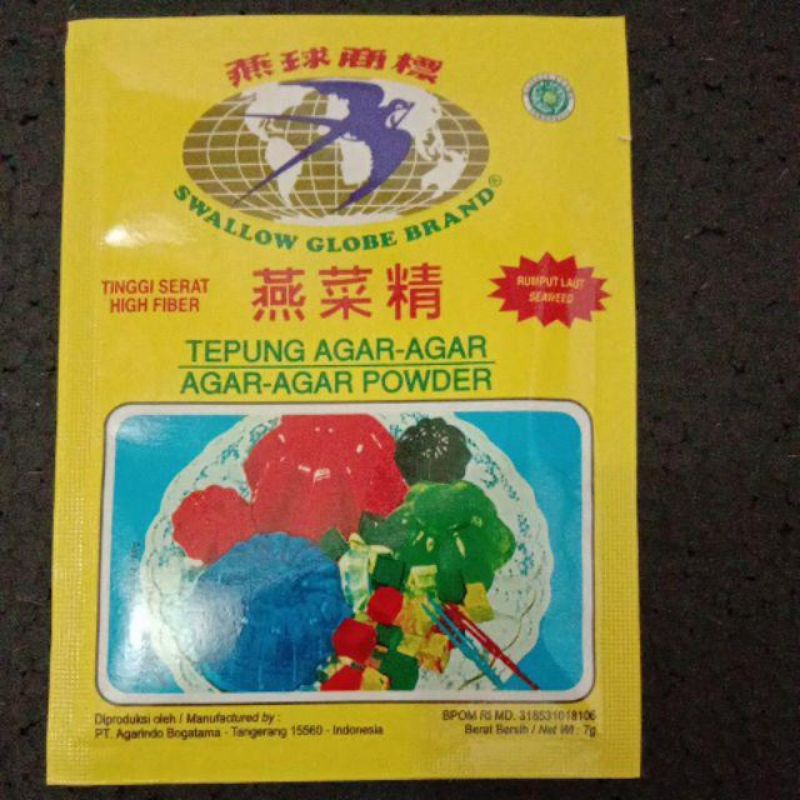 燕球商標
SWALLOW GLOBE BRAND®
TINGGI SERAT
HIGH FIBER
燕菜精
RUMPUT LAUT
SEAWEED
TEPUNG AGAR-AGAR
AGAR-AGAR POWDER
Diproduksi oleh / Manufactured by :
PT. Agarindo Bogatama - Tangerang 15560 - Indonesia
BPOM RI MD. 318531018106
Berat Bersih / Net Wt : 7g